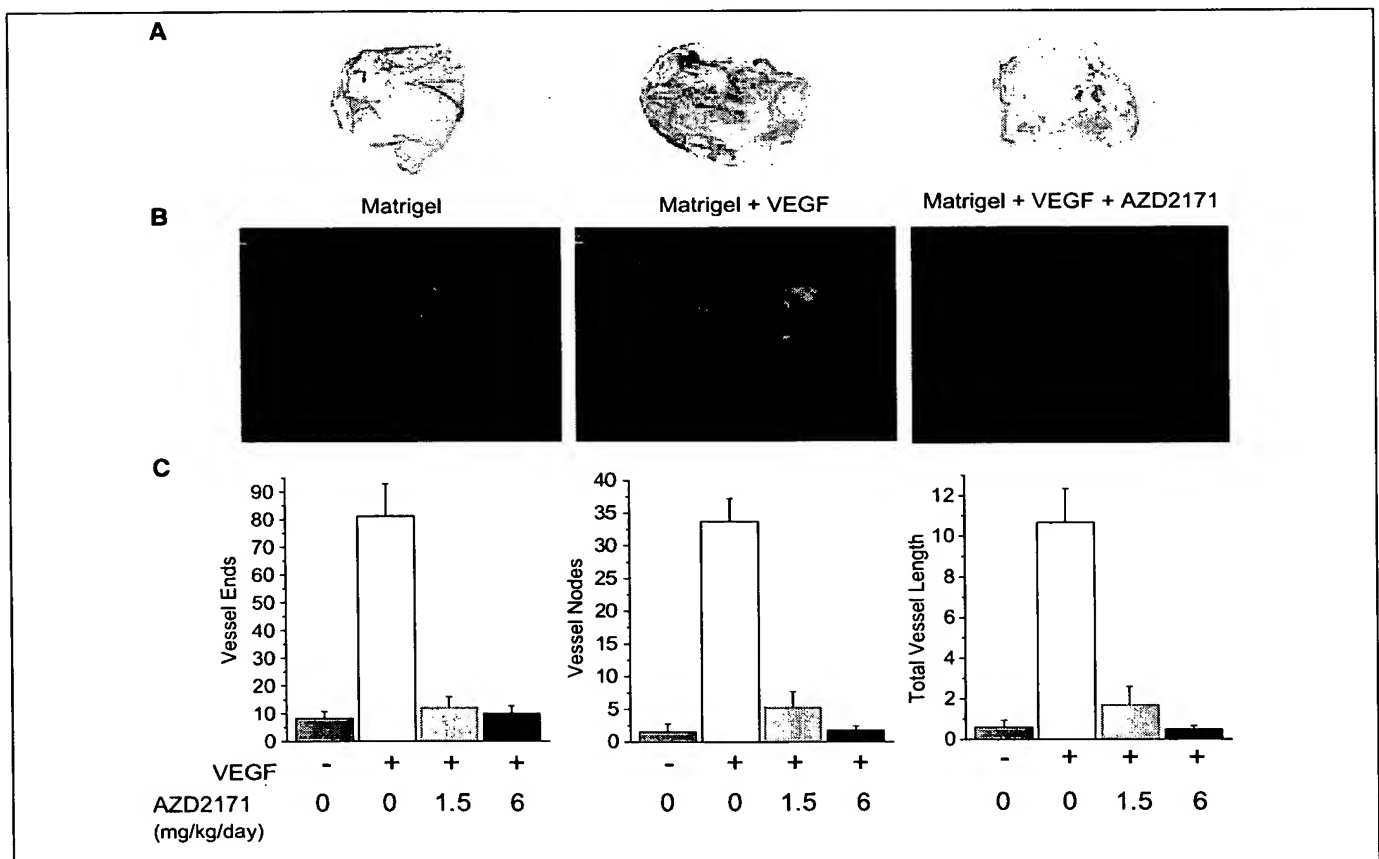 A
Matrigel
Matrigel + VEGF
Matrigel + VEGF + AZD2171
B
C
Vessel Ends
90
80
70
60
50
40
30
20
10
0
Vessel Nodes
40
35
30
25
20
15
10
5
0
Total Vessel Length
12
10
8
6
4
2
0
VEGF - + + + - + + + - + + +
AZD2171 0 0 1.5 6 0 0 1.5 6 0 0 1.5 6
(mg/kg/day)